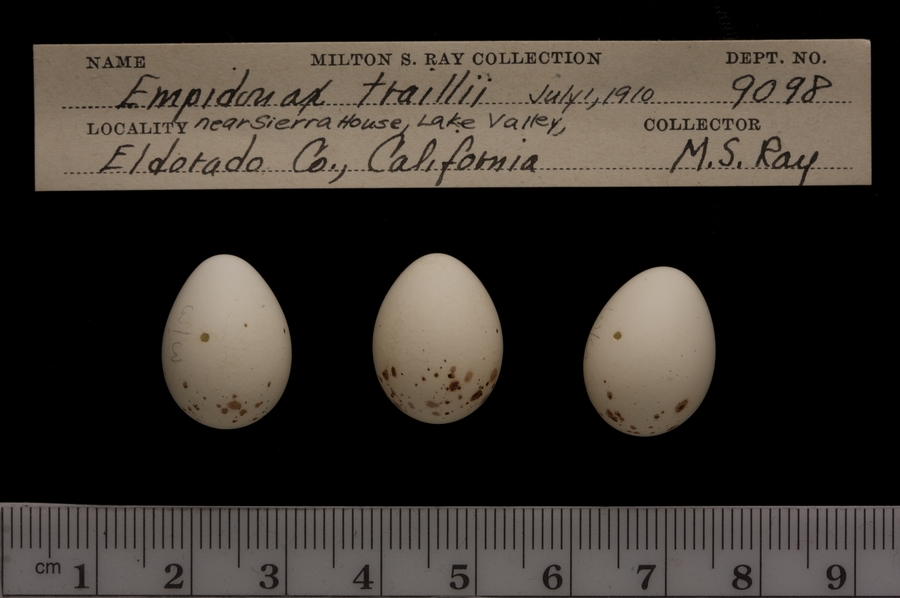 NAME MILTON S. RAY COLLECTION DEPT. NO.
Empidonax traillii July 1, 1910 9098
LOCALITY near Sierra House, Lake Valley, COLLECTOR
Eldorado Co., California M.S. Ray
cm 1 2 3 4 5 6 7 8 9